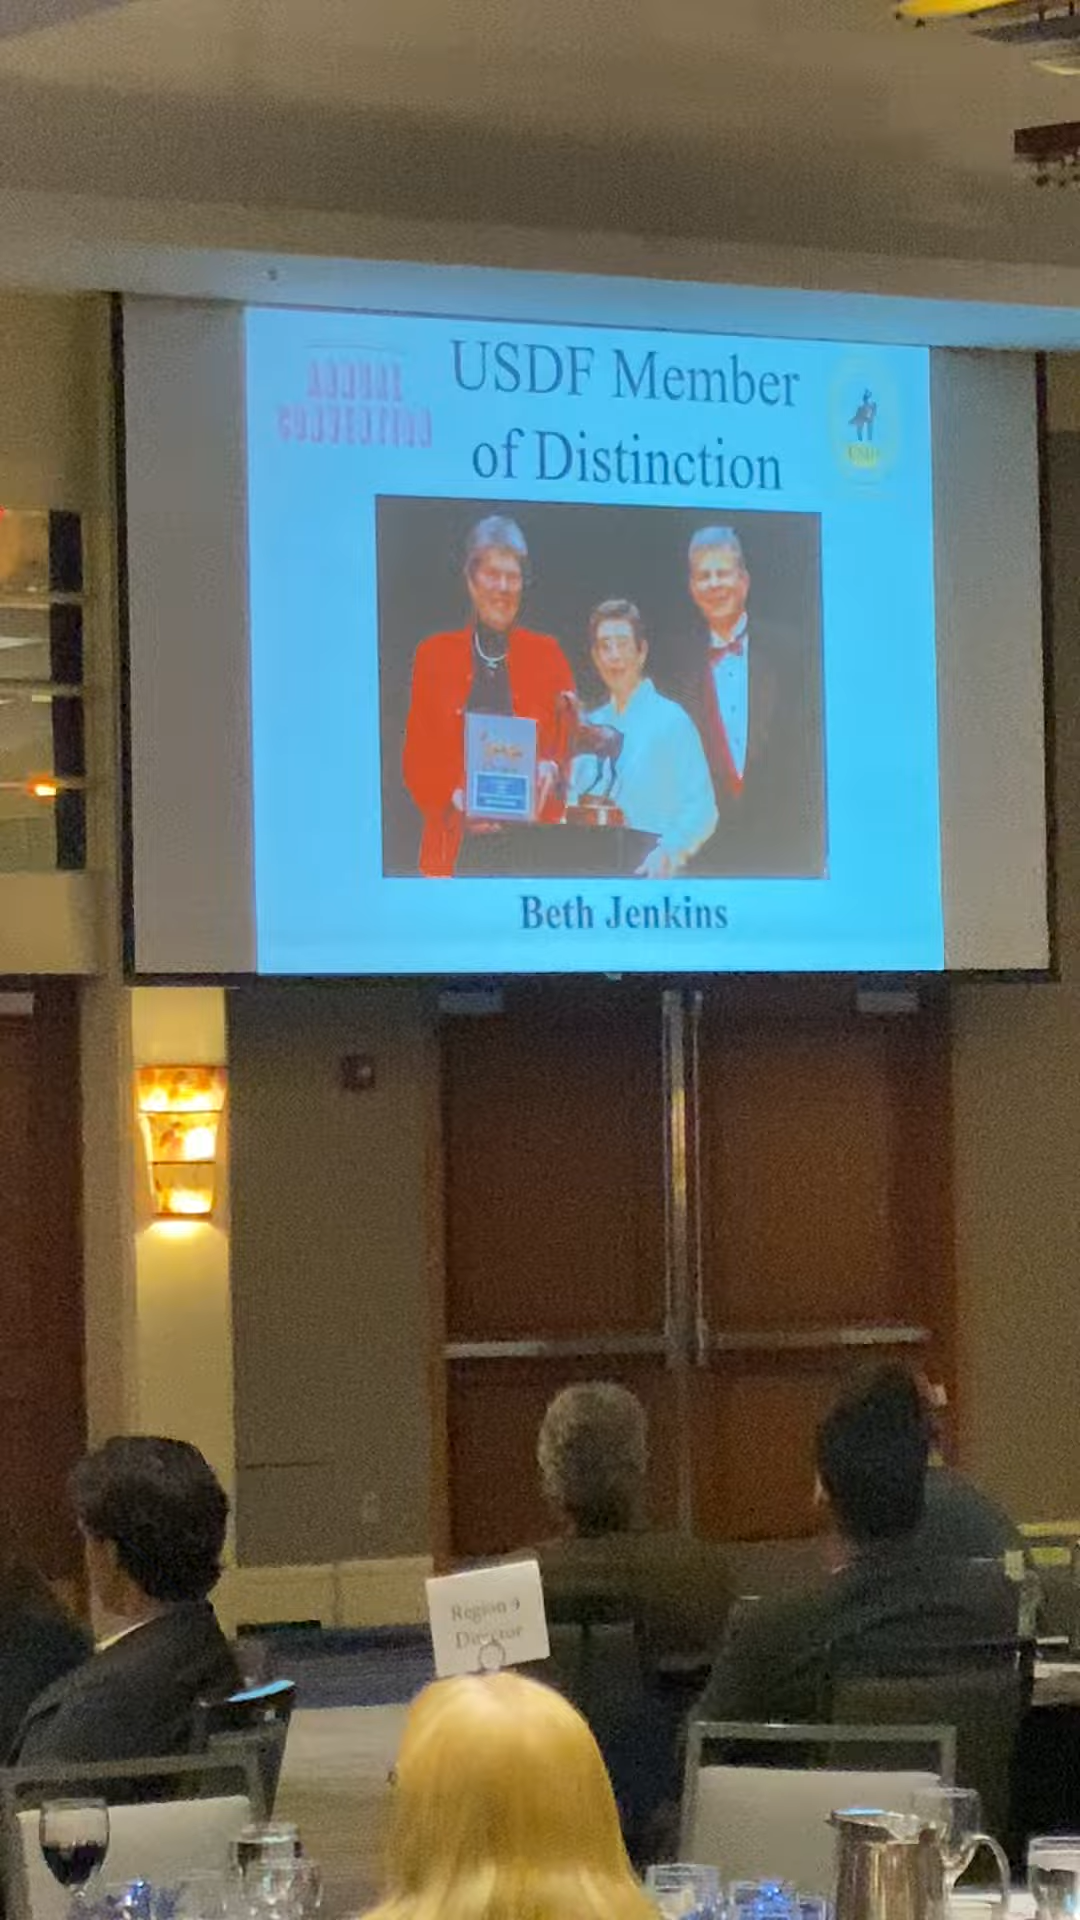 USDF Member
of Distinction
Beth Jenkins
Region 9
Director